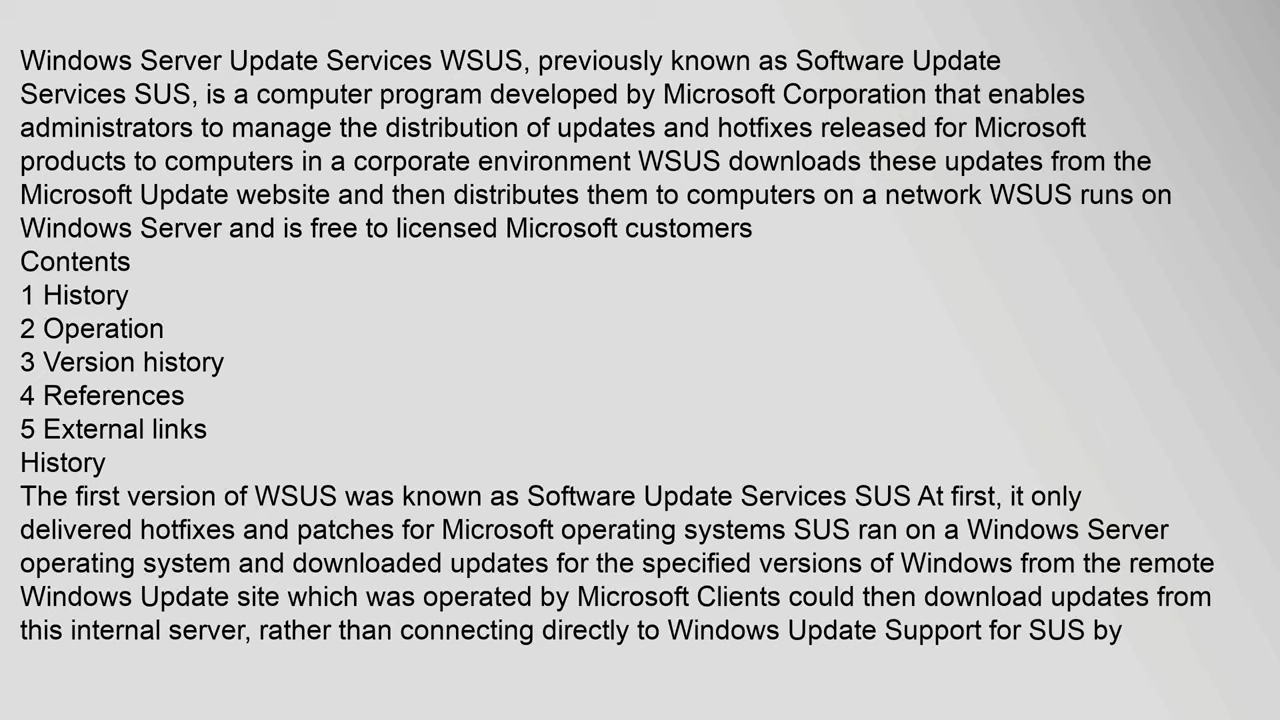 Windows Server Update Services WSUS, previously known as Software Update
Services SUS, is a computer program developed by Microsoft Corporation that enables
administrators to manage the distribution of updates and hotfixes released for Microsoft
products to computers in a corporate environment WSUS downloads these updates from the
Microsoft Update website and then distributes them to computers on a network WSUS runs on
Windows Server and is free to licensed Microsoft customers
Contents
1 History
2 Operation
3 Version history
4 References
5 External links
History
The first version of WSUS was known as Software Update Services SUS At first, it only
delivered hotfixes and patches for Microsoft operating systems SUS ran on a Windows Server
operating system and downloaded updates for the specified versions of Windows from the remote
Windows Update site which was operated by Microsoft Clients could then download updates from
this internal server, rather than connecting directly to Windows Update Support for SUS by